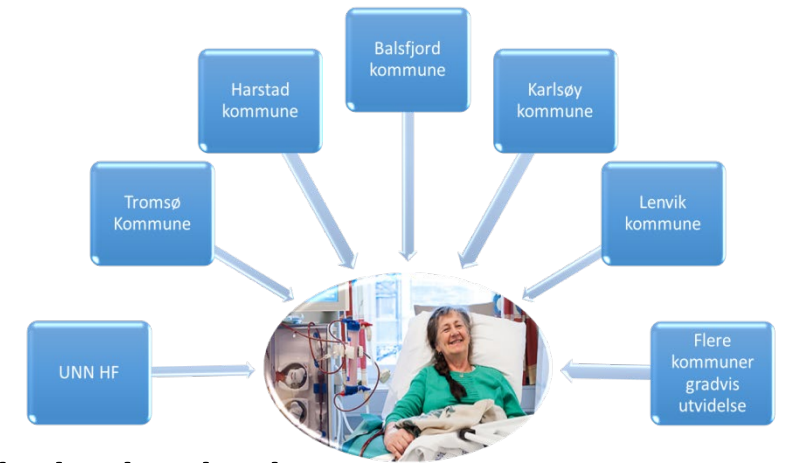 Balsfjord
kommune
Harstad
kommune
Karlsøy
kommune
Tromsø
Kommune
Lenvik
kommune
UNN HF
Flere
kommuner
gradvis
utvidelse